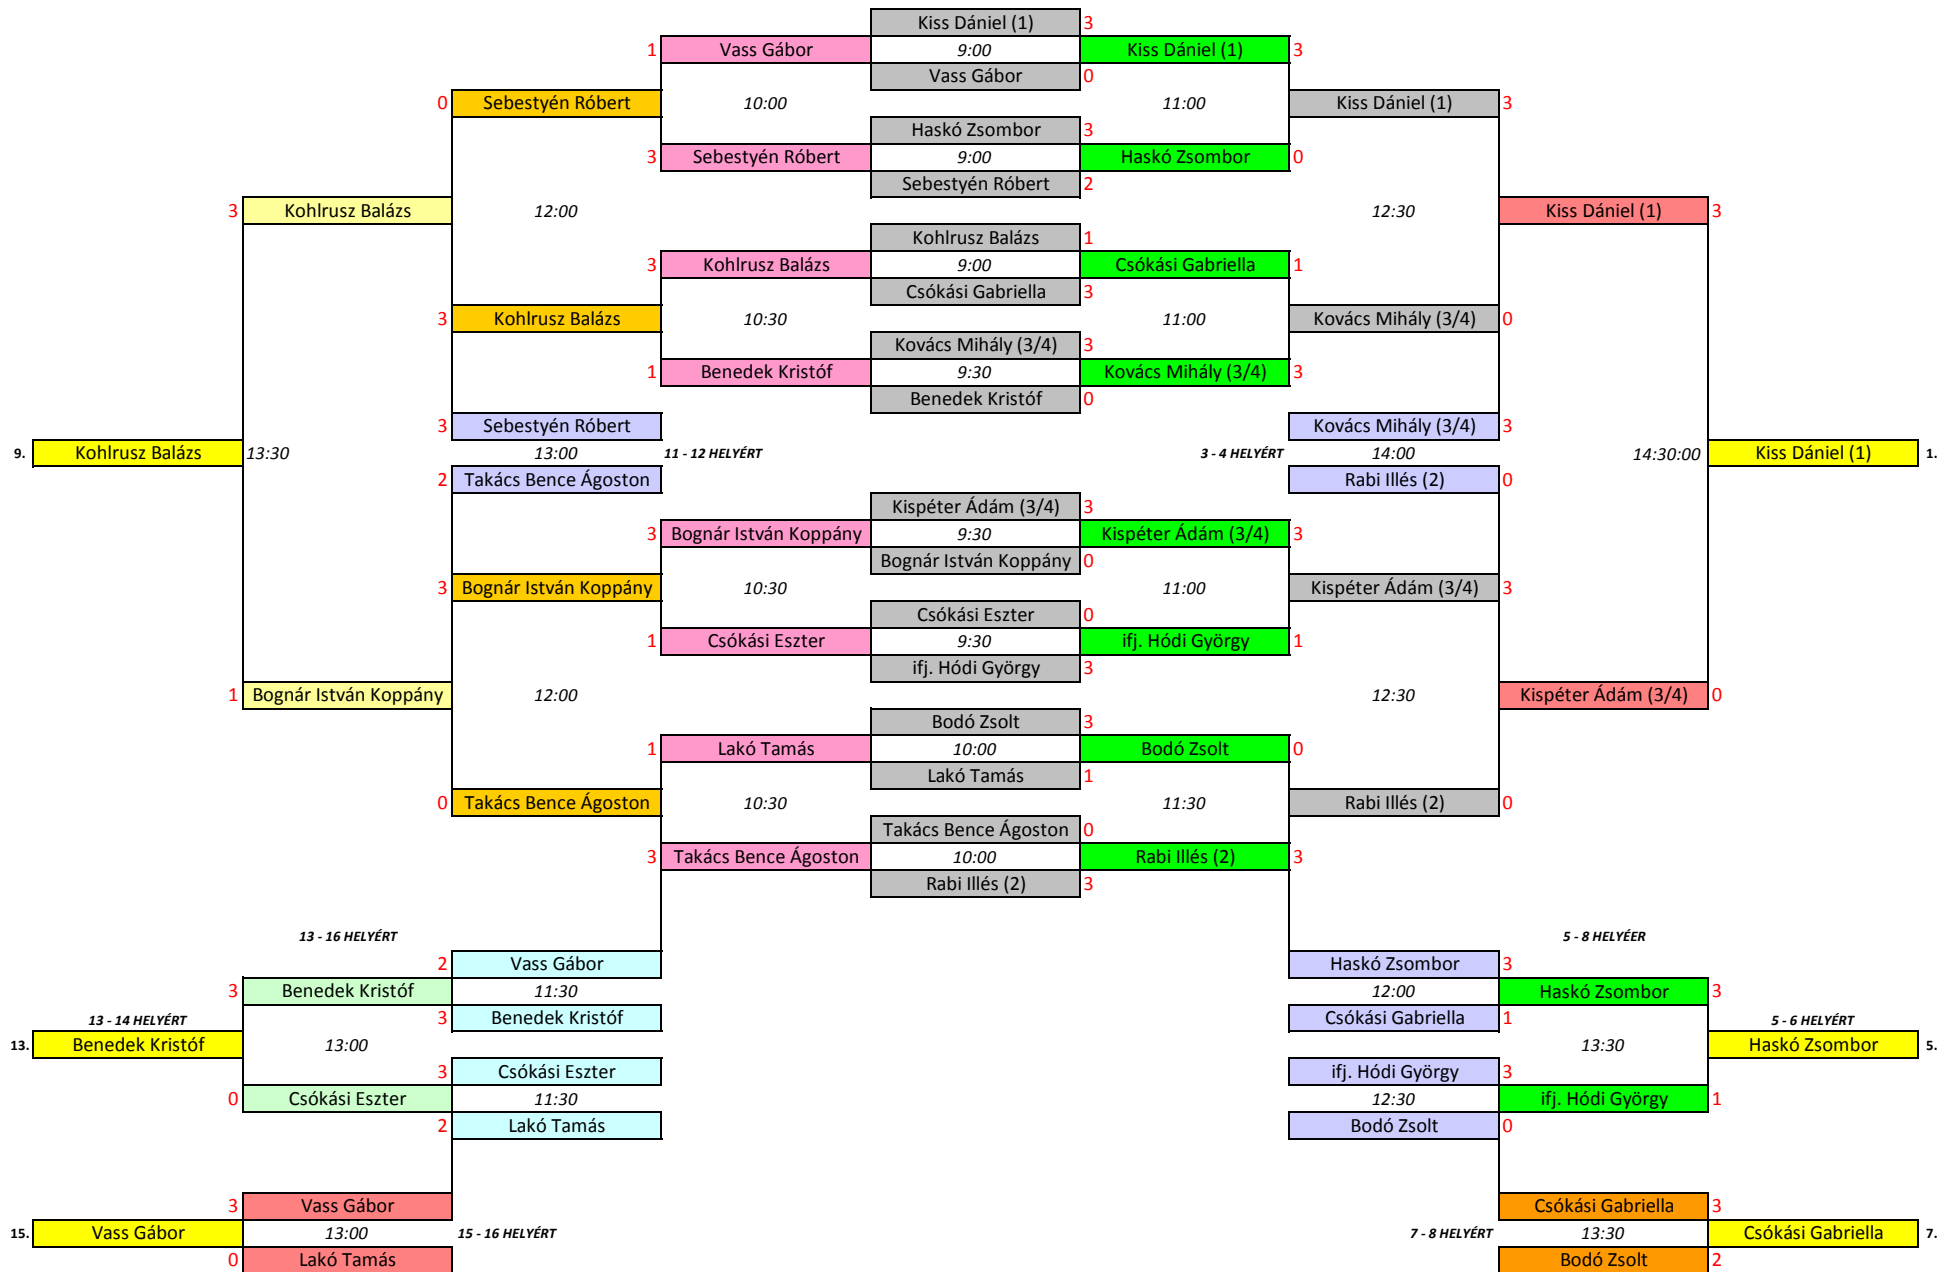 Kiss Dániel (1) 3
1 Vass Gábor 9:00 Kiss Dániel (1) 3
Vass Gábor 0
0 Sebestyén Róbert 10:00 11:00 Kiss Dániel (1) 3
Haskó Zsombor 3
3 Sebestyén Róbert 9:00 Haskó Zsombor 0
Sebestyén Róbert 2
3 Kohlrusz Balázs 12:00 12:30 Kiss Dániel (1) 3
Kohlrusz Balázs 1
3 Kohlrusz Balázs 9:00 Csókási Gabriella 1
Csókási Gabriella 3
3 Kohlrusz Balázs 10:30 11:00 Kovács Mihály (3/4) 0
Kovács Mihály (3/4) 3
1 Benedek Kristóf 9:30 Kovács Mihály (3/4) 3
Benedek Kristóf 0
3 Sebestyén Róbert Kovács Mihály (3/4) 3
9. Kohlrusz Balázs 13:30 13:00 11 - 12 HELYÉRT 3 - 4 HELYÉRT 14:00 14:30:00 Kiss Dániel (1) 1.
2 Takács Bence Ágoston Rabi Illés (2) 0
Kispéter Ádám (3/4) 3
3 Bognár István Koppány 9:30 Kispéter Ádám (3/4) 3
Bognár István Koppány 0
3 Bognár István Koppány 10:30 11:00 Kispéter Ádám (3/4) 3
Csókási Eszter 0
1 Csókási Eszter 9:30 ifj. Hódi György 1
ifj. Hódi György 3
1 Bognár István Koppány 12:00 12:30 Kispéter Ádám (3/4) 0
Bodó Zsolt 3
1 Lakó Tamás 10:00 Bodó Zsolt 0
Lakó Tamás 1
0 Takács Bence Ágoston 10:30 11:30 Rabi Illés (2) 0
Takács Bence Ágoston 0
3 Takács Bence Ágoston 10:00 Rabi Illés (2) 3
Rabi Illés (2) 3
13 - 16 HELYÉRT 5 - 8 HELYÉER
2 Vass Gábor Haskó Zsombor 3
3 Benedek Kristóf 11:30 12:00 Haskó Zsombor 3
13 - 14 HELYÉRT 3 Benedek Kristóf Csókási Gabriella 1 5 - 6 HELYÉRT
13. Benedek Kristóf 13:00 13:30 Haskó Zsombor 5.
3 Csókási Eszter ifj. Hódi György 3
0 Csókási Eszter 11:30 12:30 ifj. Hódi György 1
2 Lakó Tamás Bodó Zsolt 0
3 Vass Gábor Csókási Gabriella 3
15. Vass Gábor 13:00 15 - 16 HELYÉRT 7 - 8 HELYÉRT 13:30 Csókási Gabriella 7.
0 Lakó Tamás Bodó Zsolt 2